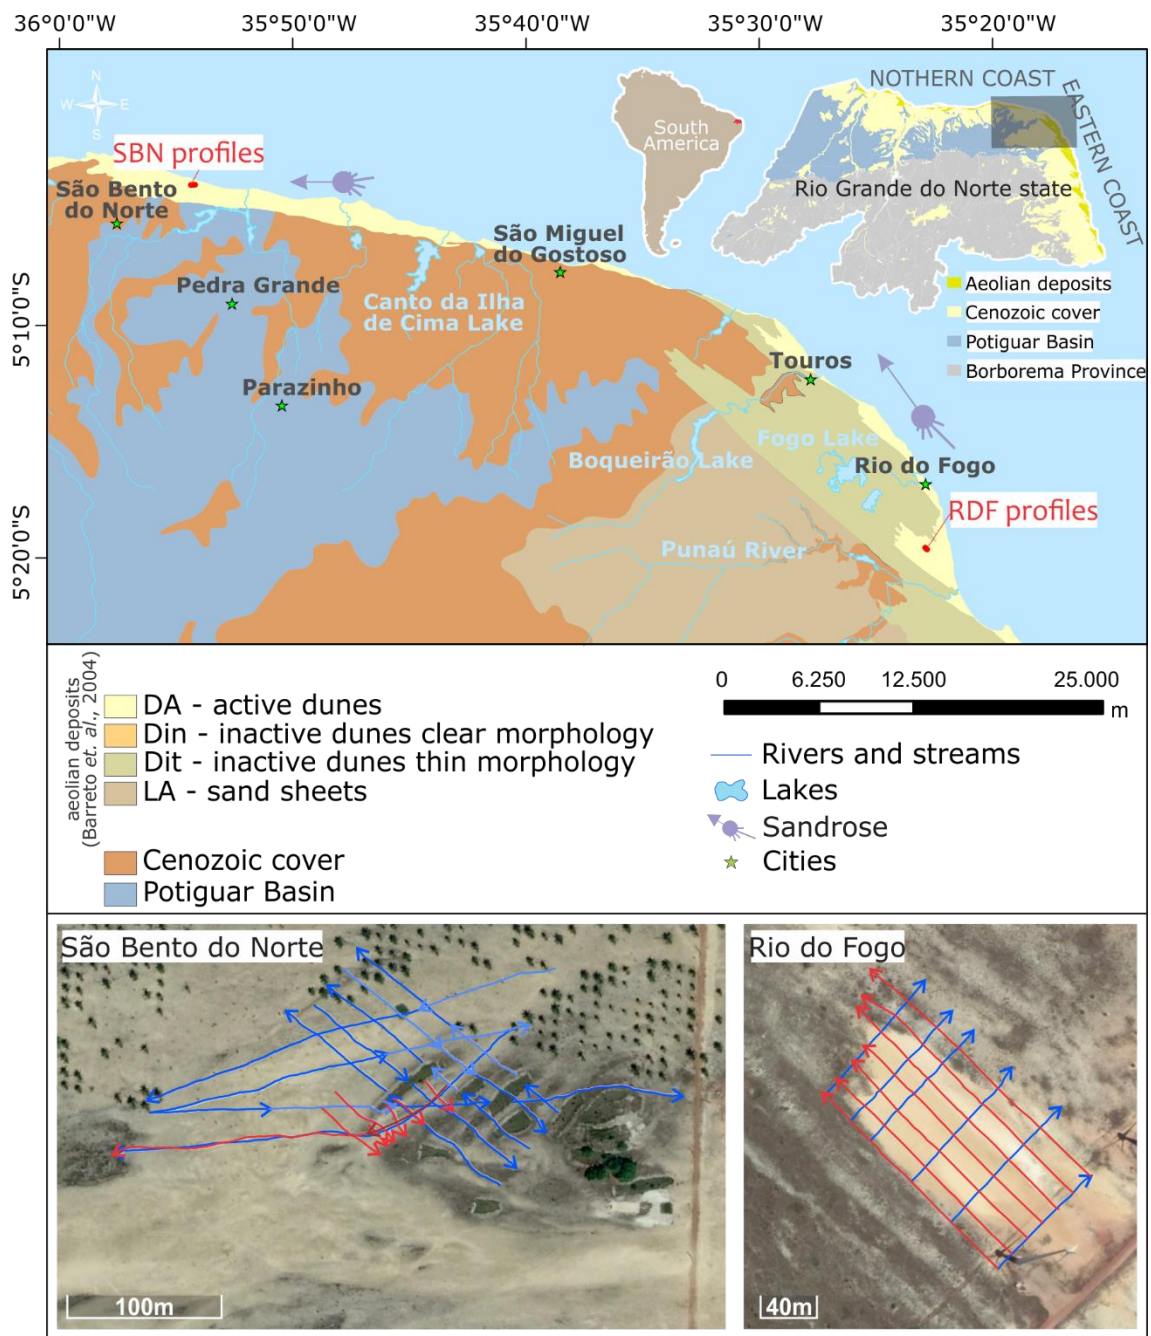 36°0'0"W
35°50'0"W
35°40'0"W
35°30'0"W
35°20'0"W
N
W
E
S
SBN profiles
São Bento
do Norte
Pedra Grande
Parazinho
Canto da Ilha
de Cima Lake
São Miguel
do Gostoso
Touros
Fogo Lake
Boqueirão Lake
Rio do Fogo
RDF profiles
Punaú River
5°10'0"S
5°20'0"S
South
America
NOTHERN COAST
EASTERN COAST
Rio Grande do Norte state
Aeolian deposits
Cenozoic cover
Potiguar Basin
Borborema Province
aeolian deposits
(Barreto et. al., 2004)
DA - active dunes
Din - inactive dunes clear morphology
Dit - inactive dunes thin morphology
LA - sand sheets
Cenozoic cover
Potiguar Basin
0 6.250 12.500 25.000
m
Rivers and streams
Lakes
Sandrose
Cities
São Bento do Norte
100m
Rio do Fogo
40m